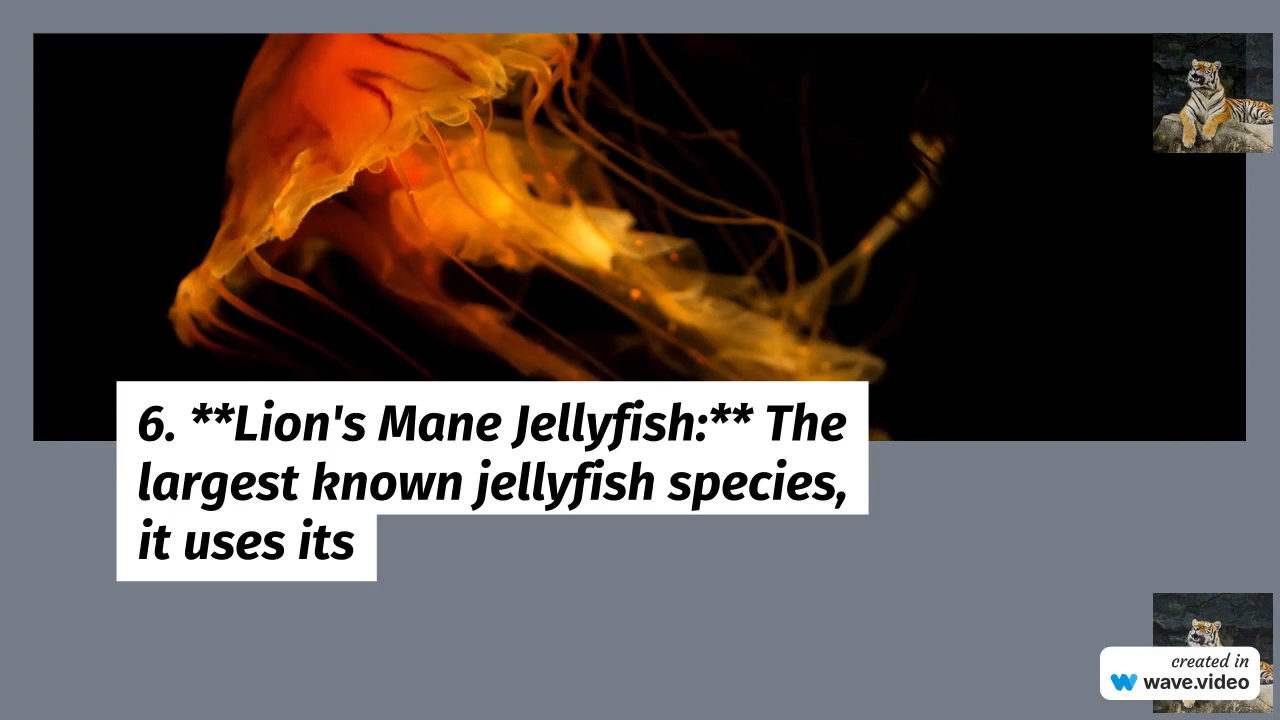 6. **Lion's Mane Jellyfish:** The
largest known jellyfish species,
it uses its
created in
wave.video